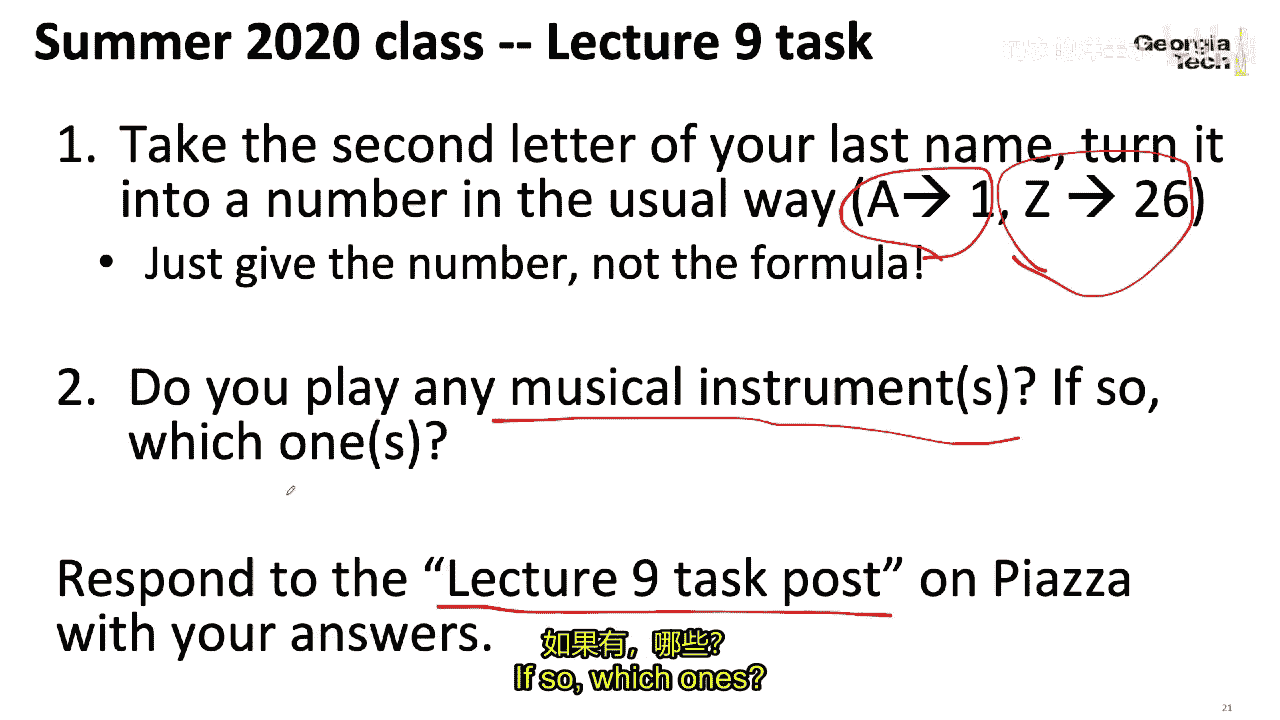 Summer 2020 class -- Lecture 9 task
Georgia
Tech
1. Take the second letter of your last name, turn it
into a number in the usual way (A→ 1, Z → 26)
• Just give the number, not the formula!
2. Do you play any musical instrument(s)? If so,
which one(s)?
Respond to the “Lecture 9 task post” on Piazza
with your answers.
如果有，哪些？
If so, which ones?
21